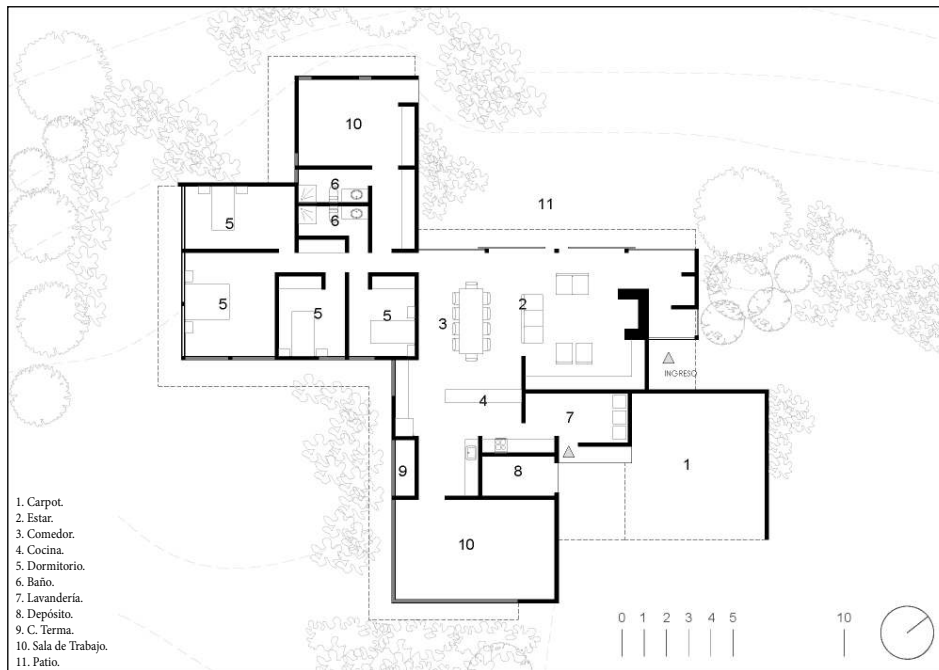 10
6
6
11
5
5
5
5
3
2
INGRESO
4
7
1
9
8
10
1. Carpot.
2. Estar.
3. Comedor.
4. Cocina.
5. Dormitorio.
6. Baño.
7. Lavandería.
8. Depósito.
9. C. Terma.
10. Sala de Trabajo.
11. Patio.
0 1 2 3 4 5 10